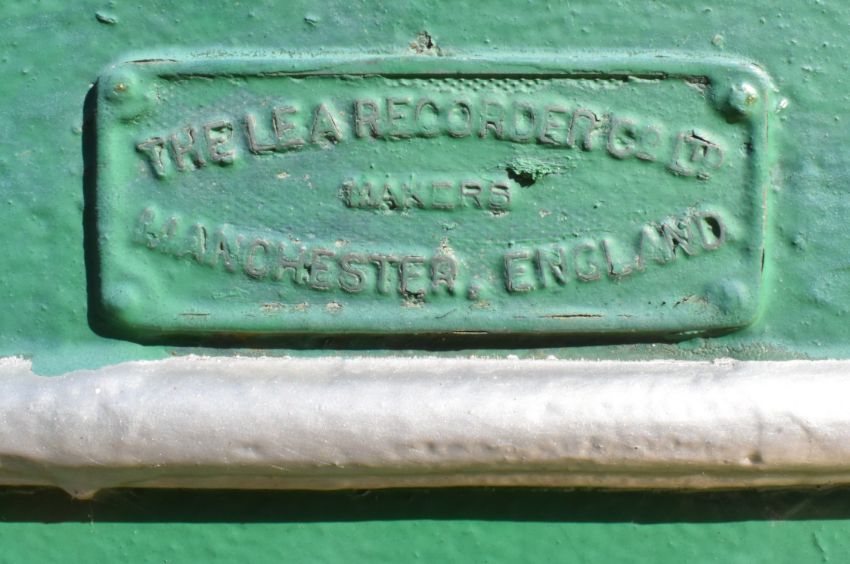 THE LEA RECORDER CO LTD
MAKERS
MANCHESTER, ENGLAND